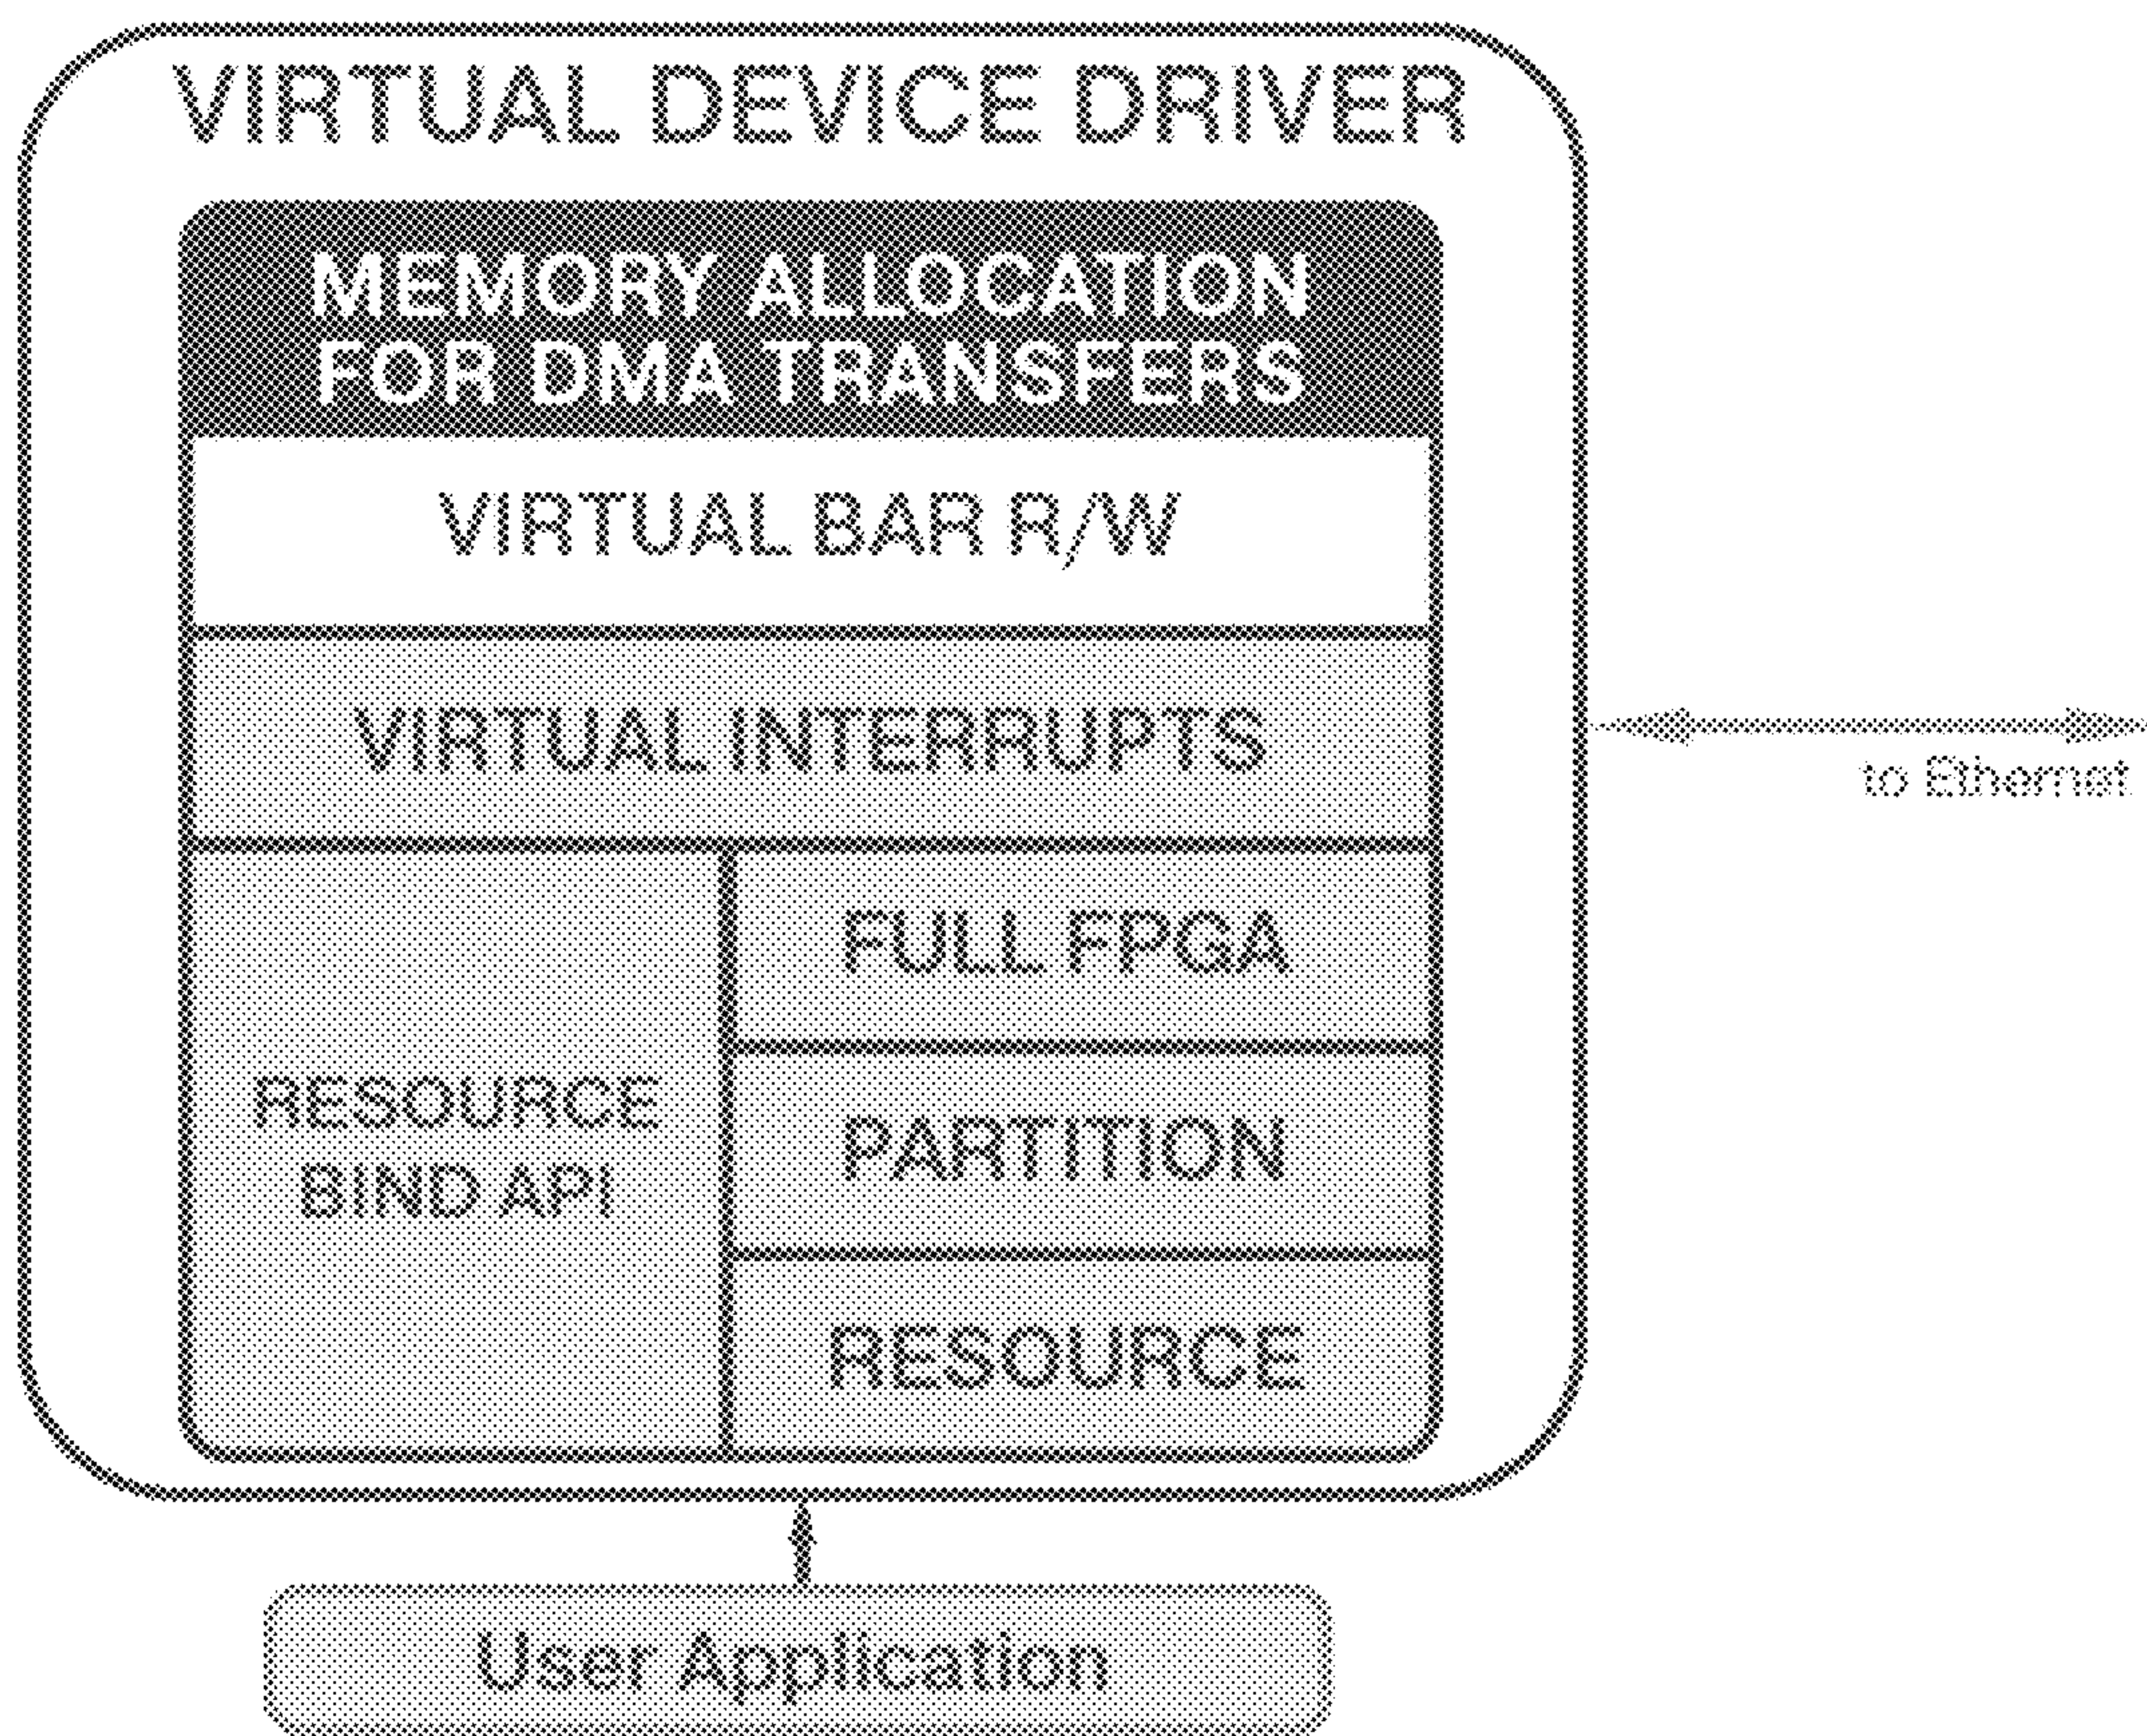 VIRTUAL DEVICE DRIVER
MEMORY ALLOCATION
FOR DMA TRANSFERS
VIRTUAL BAR R/W
VIRTUAL INTERRUPTS
to Ethernet
FULL FPGA
RESOURCE
BIND API
PARTITION
RESOURCE
User Application